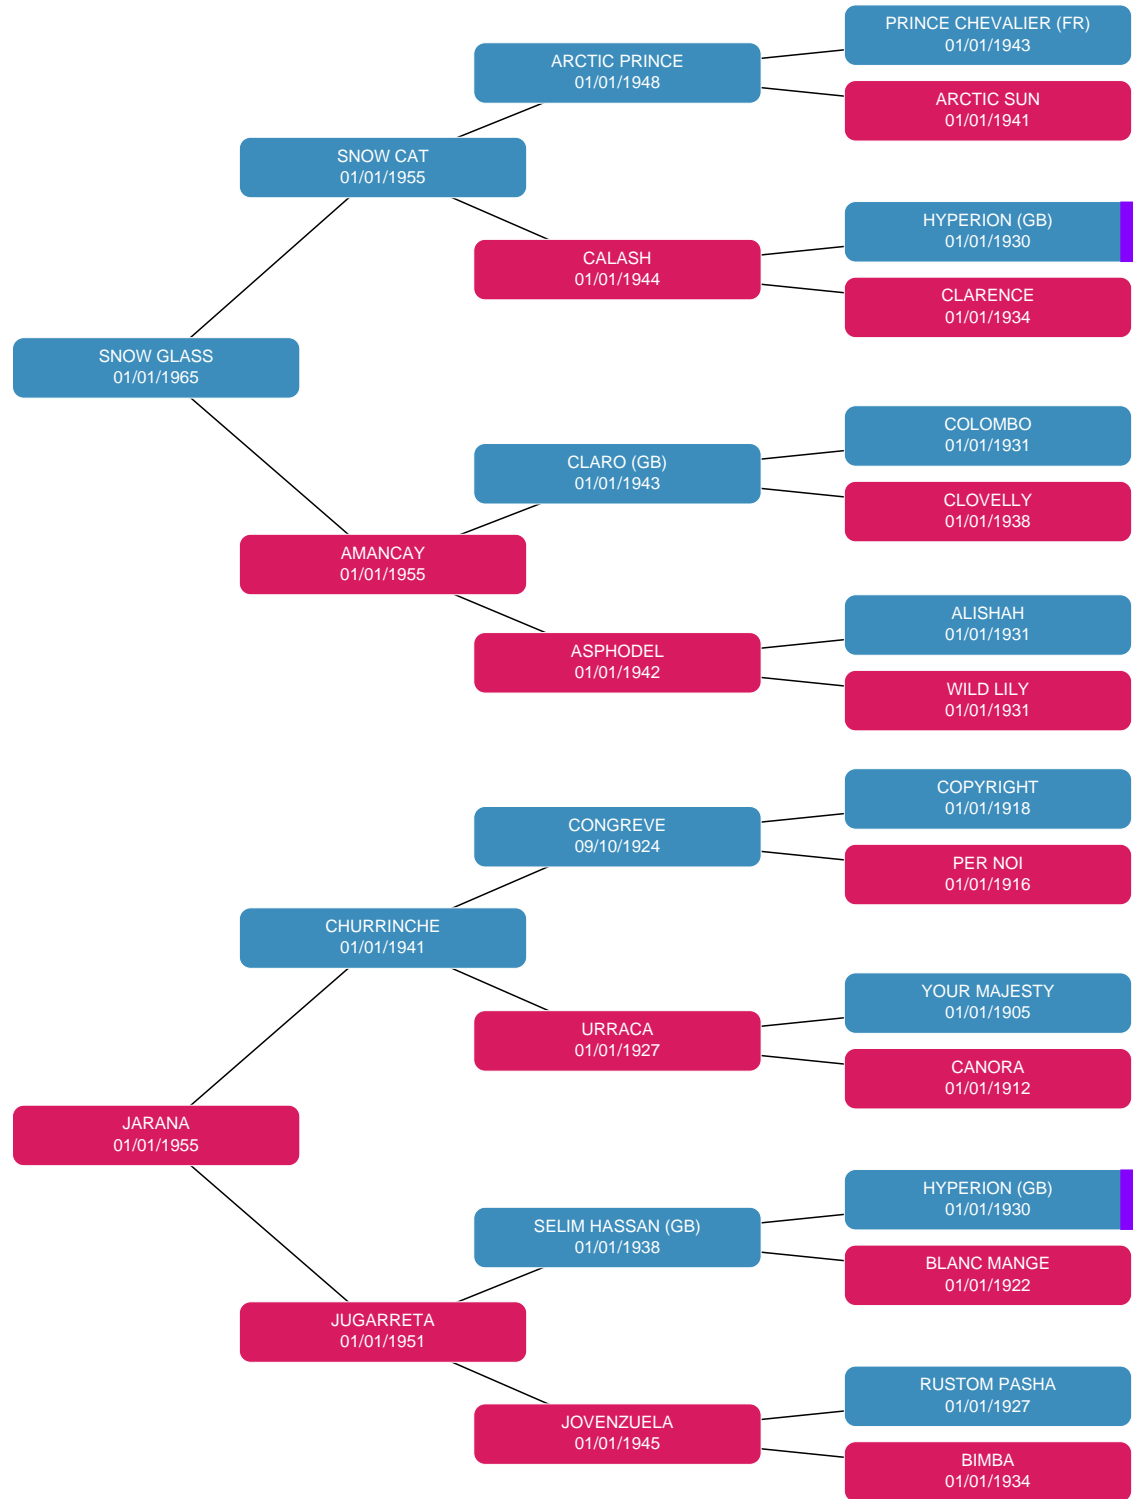 PRINCE CHEVALIER (FR)
01/01/1943
ARCTIC PRINCE
01/01/1948
ARCTIC SUN
01/01/1941
SNOW CAT
01/01/1955
HYPERION (GB)
01/01/1930
CALASH
01/01/1944
CLARENCE
01/01/1934
SNOW GLASS
01/01/1965
COLOMBO
01/01/1931
CLARO (GB)
01/01/1943
CLOVELLY
01/01/1938
AMANCAY
01/01/1955
ALISHAH
01/01/1931
ASPHODEL
01/01/1942
WILD LILY
01/01/1931
COPYRIGHT
01/01/1918
CONGREVE
09/10/1924
PER NOI
01/01/1916
CHURRINCHE
01/01/1941
YOUR MAJESTY
01/01/1905
URRACA
01/01/1927
CANORA
01/01/1912
JARANA
01/01/1955
HYPERION (GB)
01/01/1930
SELIM HASSAN (GB)
01/01/1938
BLANC MANGE
01/01/1922
JUGARRETA
01/01/1951
RUSTOM PASHA
01/01/1927
JOVENZUELA
01/01/1945
BIMBA
01/01/1934